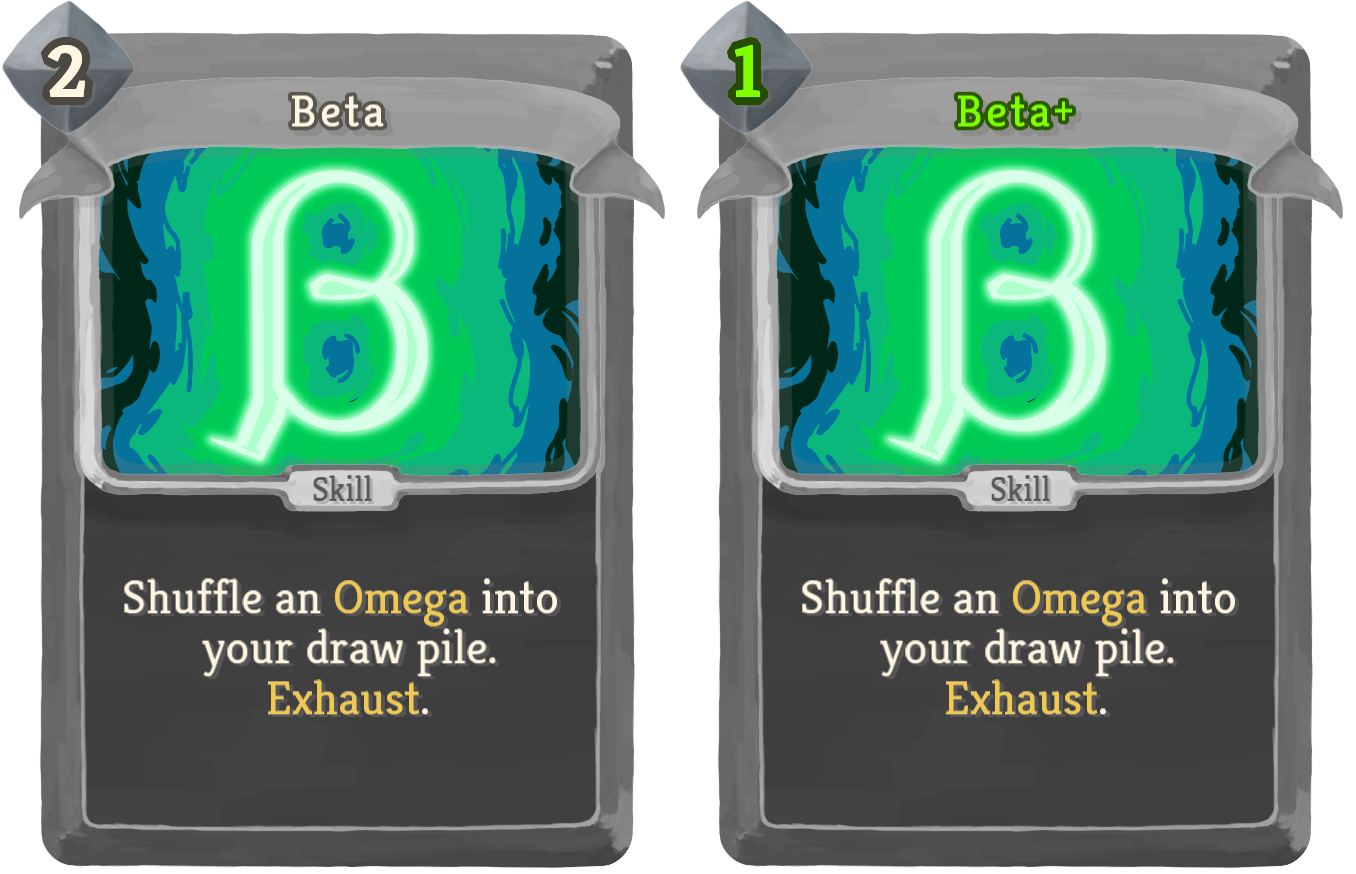 2
Beta
β
Skill
Shuffle an Omega into
your draw pile.
Exhaust.
1
Beta+
β
Skill
Shuffle an Omega into
your draw pile.
Exhaust.